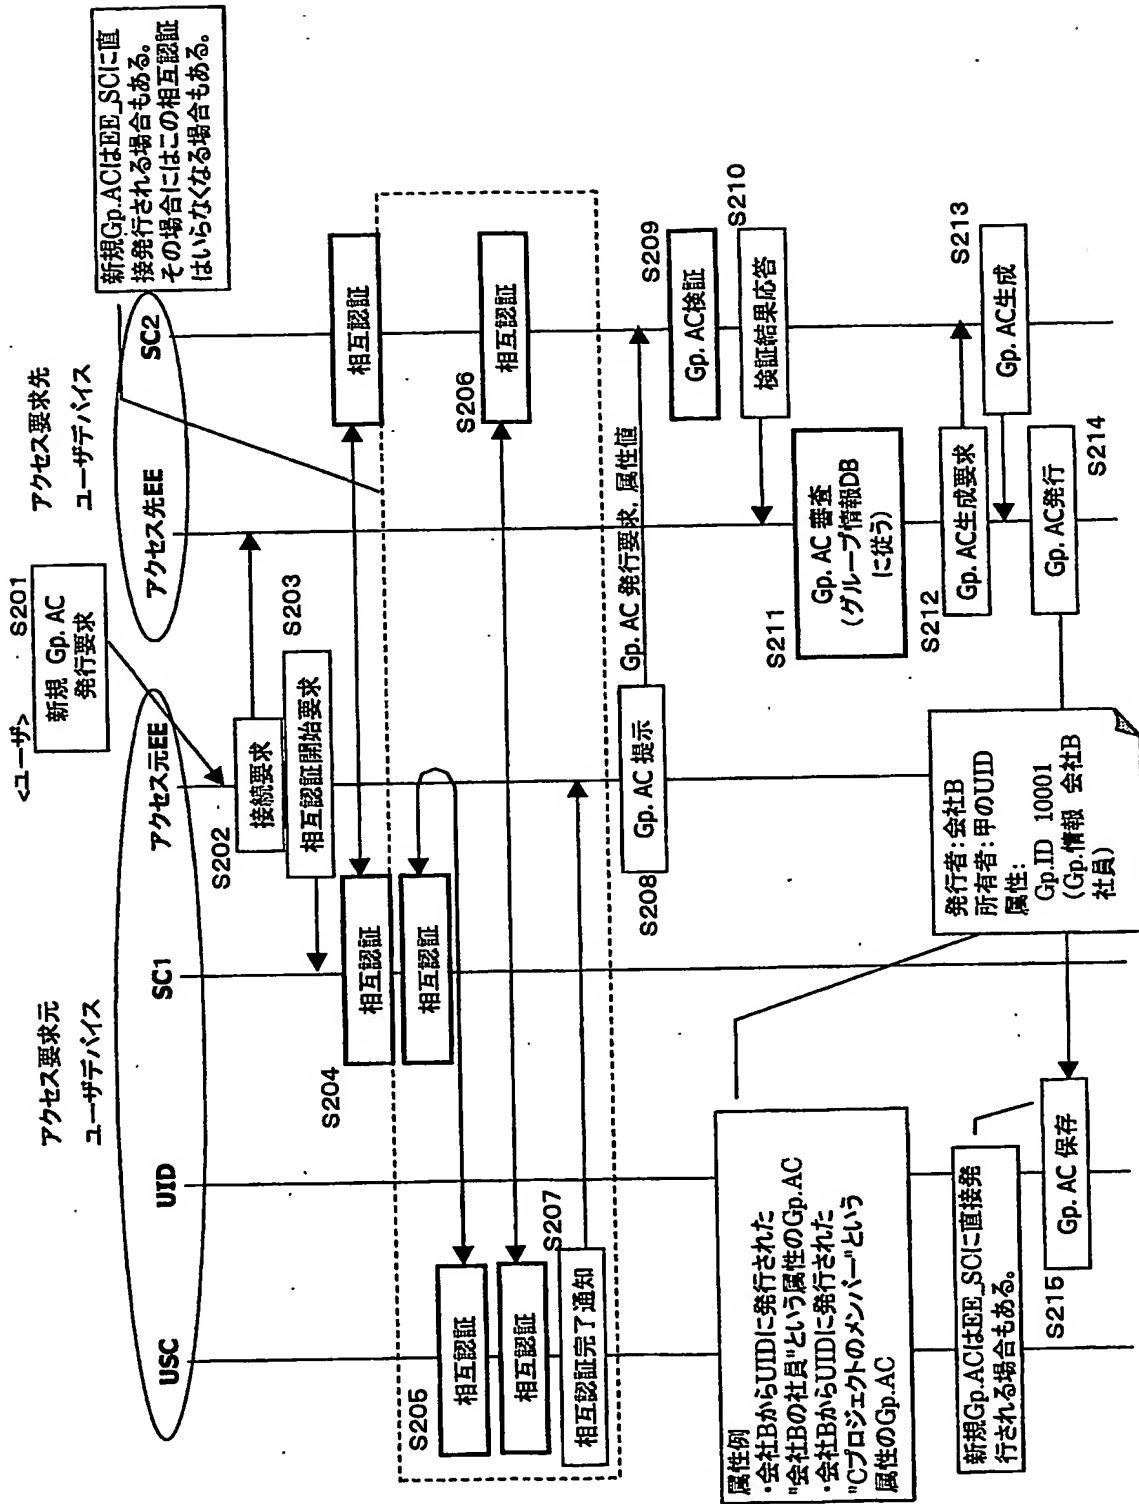 <ユーザ> S201
新規 Gp. AC
発行要求
アクセス要求元
ユーザデバイス
USC
UID
SC1
アクセス元EE
アクセス要求先
ユーザデバイス
アクセス先EE
SC2
新規Gp.ACはEE_SCに直
接発行される場合もある。
その場合にはこの相互認証
はいらなくなる場合もある。
S202
接続要求
S203
相互認証開始要求
S204
相互認証
相互認証
S205
相互認証
相互認証
S206
相互認証
相互認証
S207
相互認証完了通知
S208
Gp. AC 提示
Gp. AC 発行要求, 属性値
S209
Gp. AC検証
S210
検証結果応答
S211
Gp. AC 審査
(グループ情報DB
に従う)
S212
Gp. AC生成要求
S213
Gp. AC生成
S214
Gp. AC発行
発行者:会社B
所有者:甲のUID
属性:
Gp.ID 10001
(Gp.情報 会社B
社員)
属性例
・会社BからUIDに発行された
"会社Bの社員"という属性のGp.AC
・会社BからUIDに発行された
"Cプロジェクトのメンバー"という
属性のGp.AC
新規Gp.ACはEE_SCに直接発
行される場合もある。
S215
Gp. AC 保存